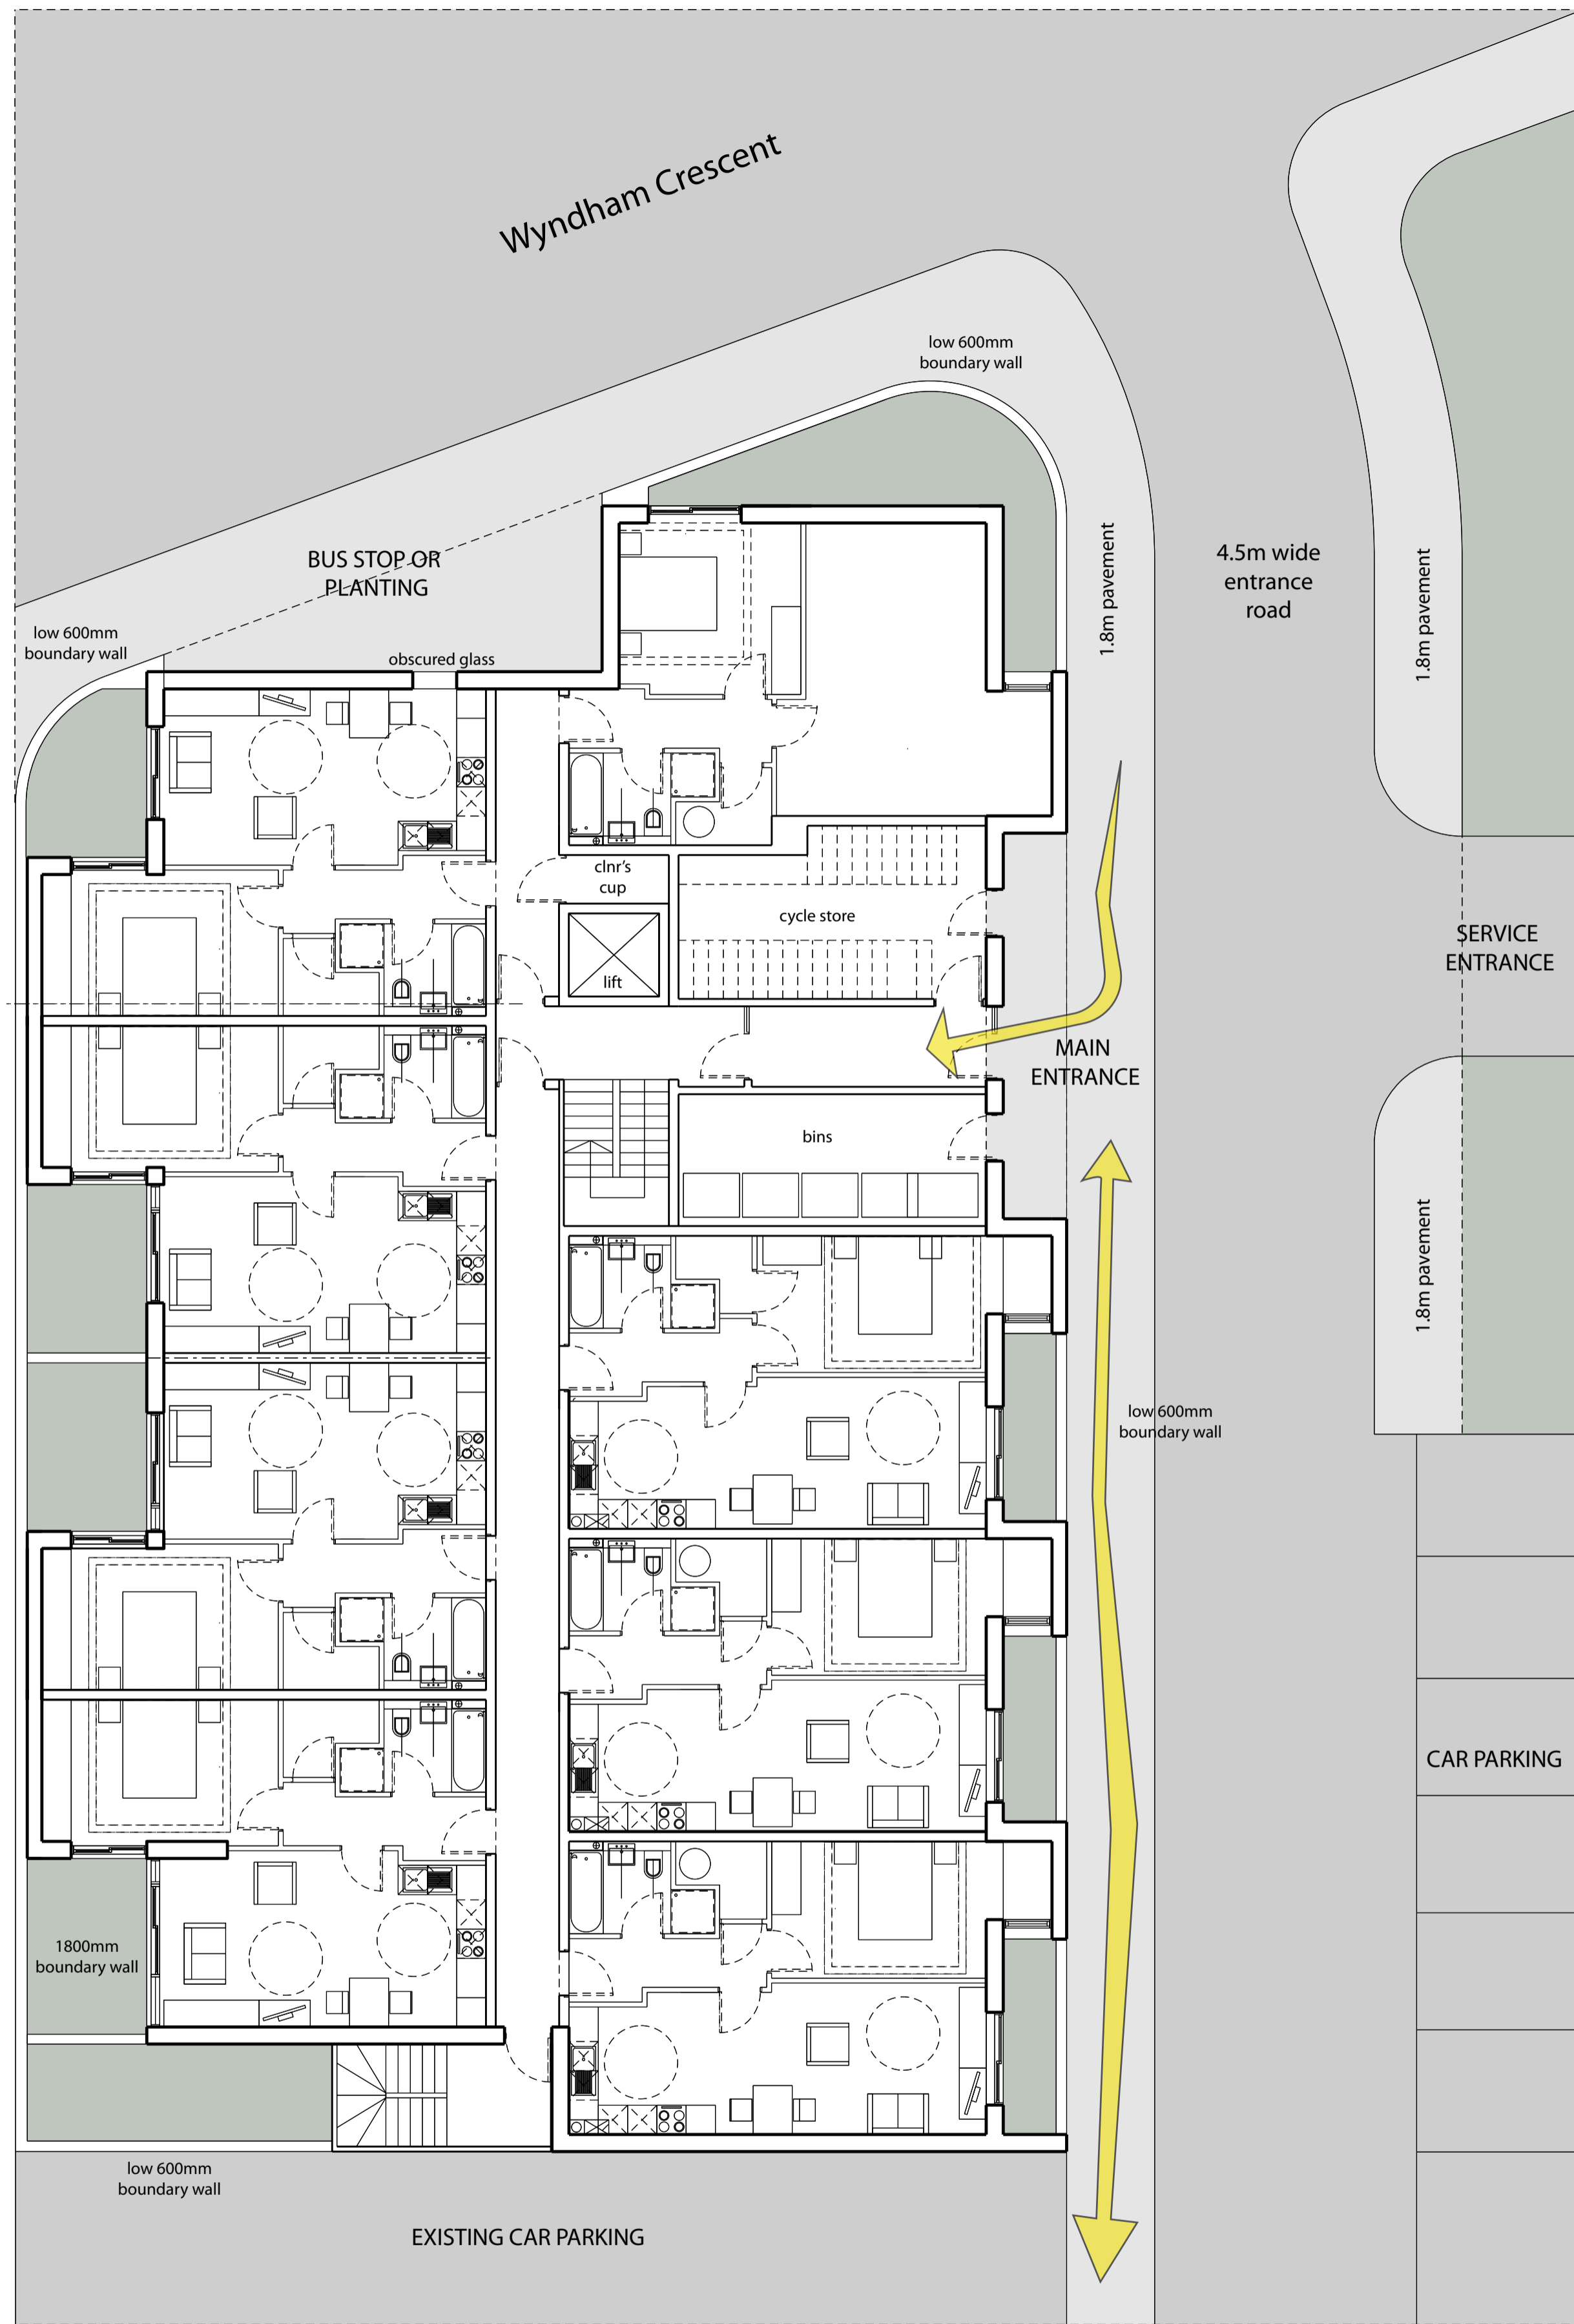 Wyndham Crescent
low 600mm
boundary wall
1.8m pavement
4.5m wide
entrance
road
1.8m pavement
BUS STOP OR
PLANTING
low 600mm
boundary wall
obscured glass
clnr's
cup
cycle store
lift
SERVICE
ENTRANCE
MAIN
ENTRANCE
bins
1.8m pavement
low 600mm
boundary wall
CAR PARKING
1800mm
boundary wall
low 600mm
boundary wall
EXISTING CAR PARKING